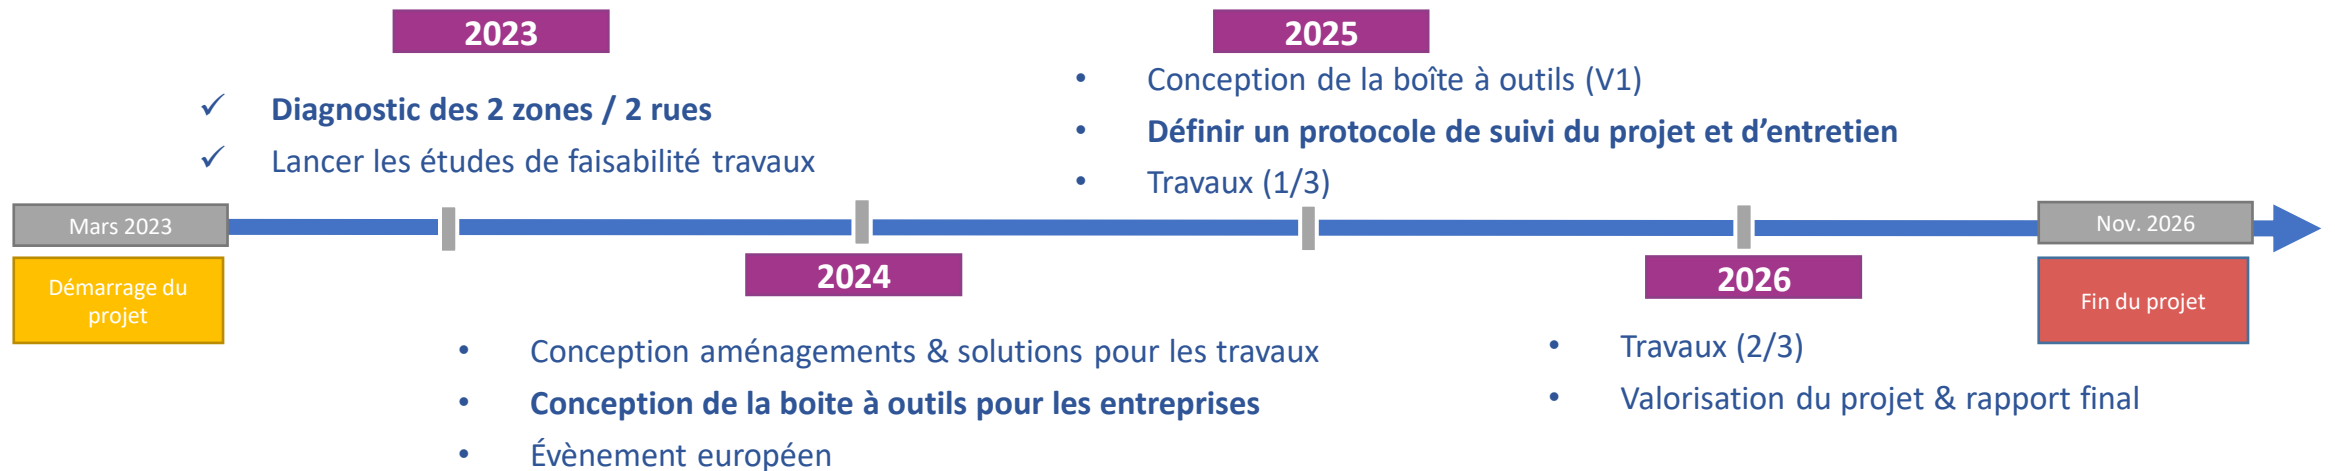 2023
✓ Diagnostic des 2 zones / 2 rues
✓ Lancer les études de faisabilité travaux
2025
• Conception de la boîte à outils (V1)
• Définir un protocole de suivi du projet et d’entretien
• Travaux (1/3)
Mars 2023
Démarrage du
projet
2024
• Conception aménagements & solutions pour les travaux
• Conception de la boite à outils pour les entreprises
• Évènement européen
2026
• Travaux (2/3)
• Valorisation du projet & rapport final
Nov. 2026
Fin du projet